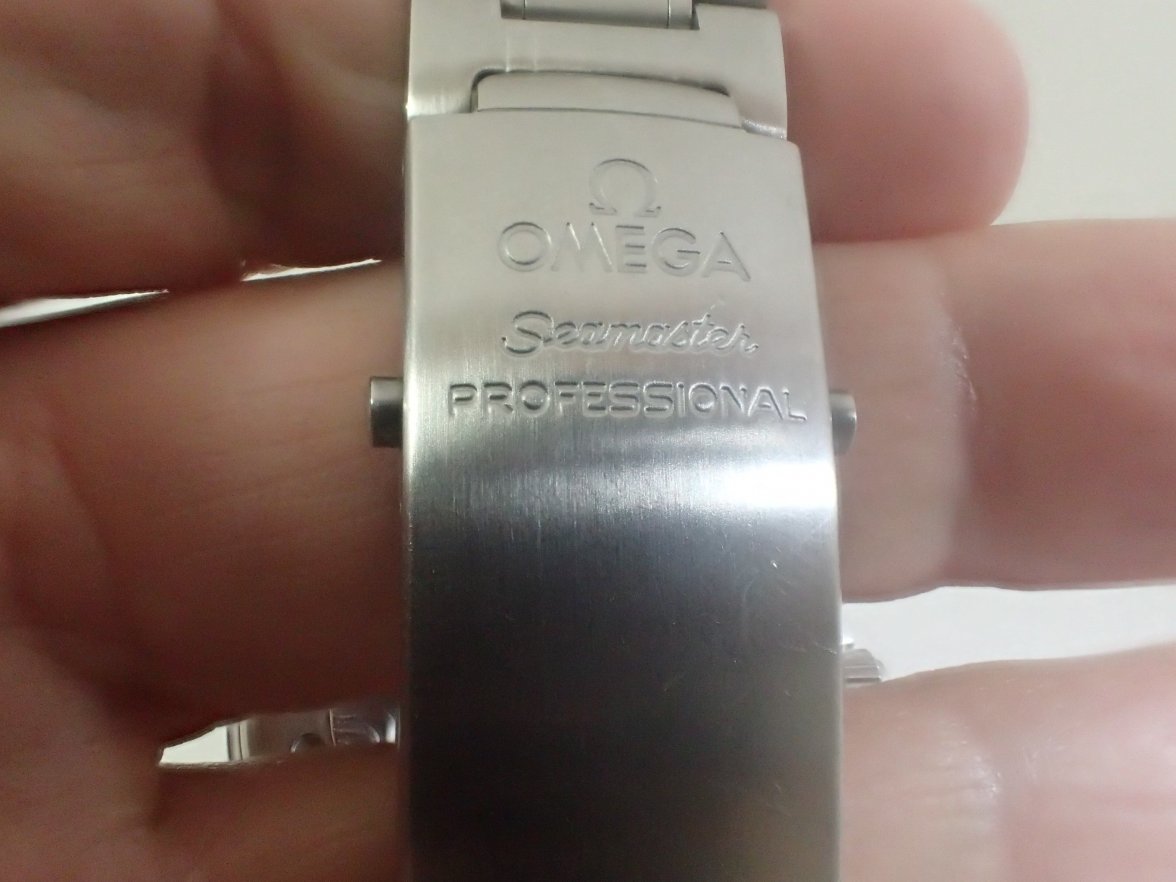 Ω
OMEGA
Seamaster
PROFESSIONAL